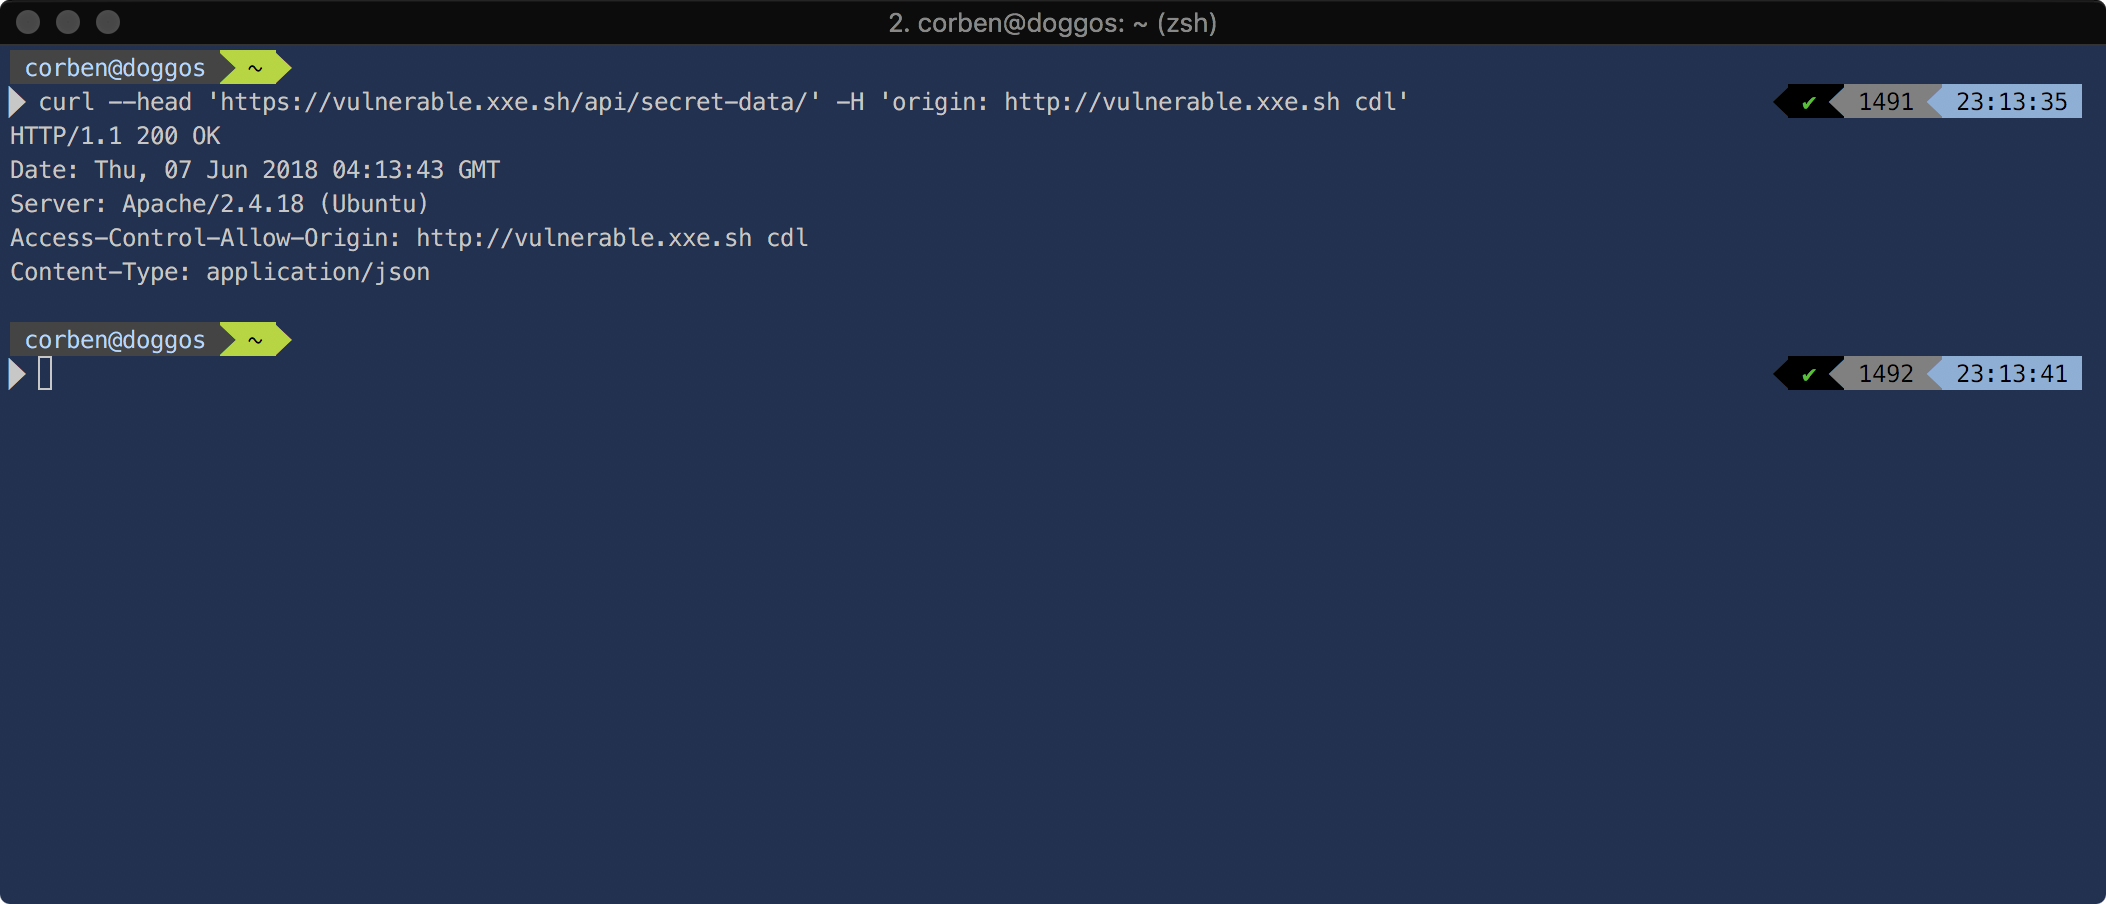 2. corben@doggos: ~ (zsh)
corben@doggos ~
curl --head 'https://vulnerable.xxe.sh/api/secret-data/' -H 'origin: http://vulnerable.xxe.sh cdl' ✔ 1491 23:13:35
HTTP/1.1 200 OK
Date: Thu, 07 Jun 2018 04:13:43 GMT
Server: Apache/2.4.18 (Ubuntu)
Access-Control-Allow-Origin: http://vulnerable.xxe.sh cdl
Content-Type: application/json
corben@doggos ~
✔ 1492 23:13:41